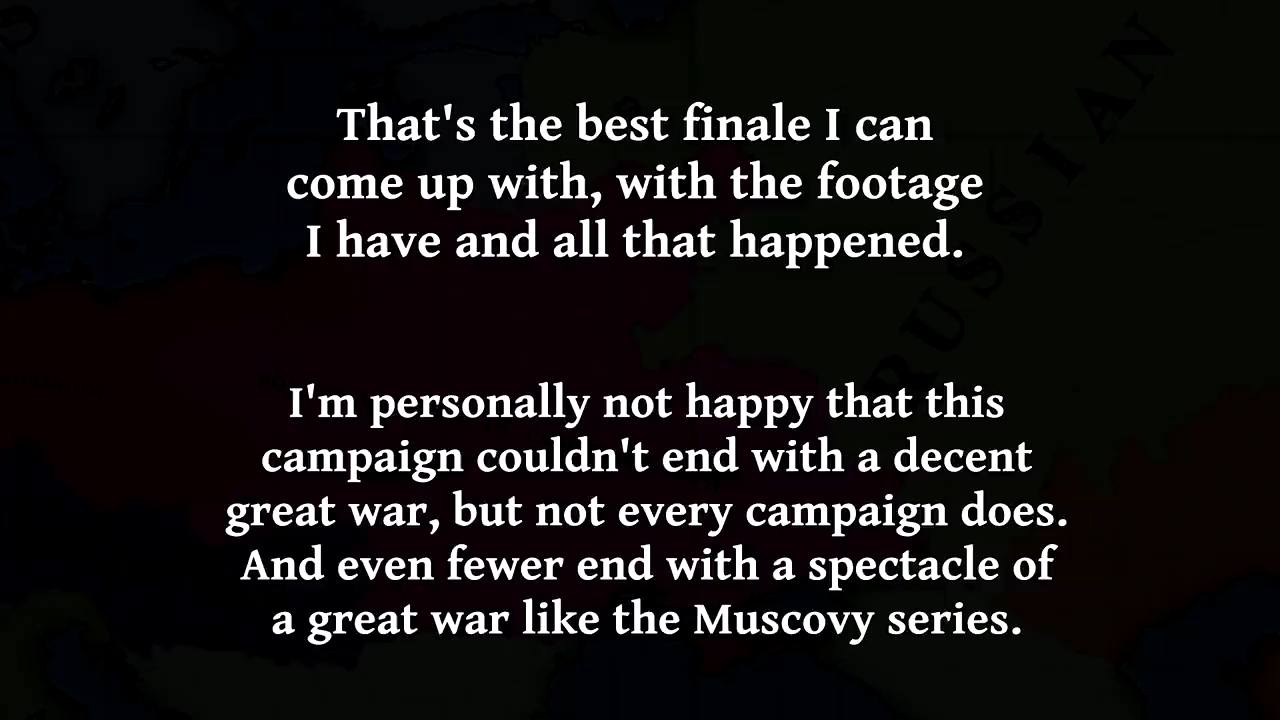 That's the best finale I can
come up with, with the footage
I have and all that happened.
I'm personally not happy that this
campaign couldn't end with a decent
great war, but not every campaign does.
And even fewer end with a spectacle of
a great war like the Muscovy series.
RUSSIAN